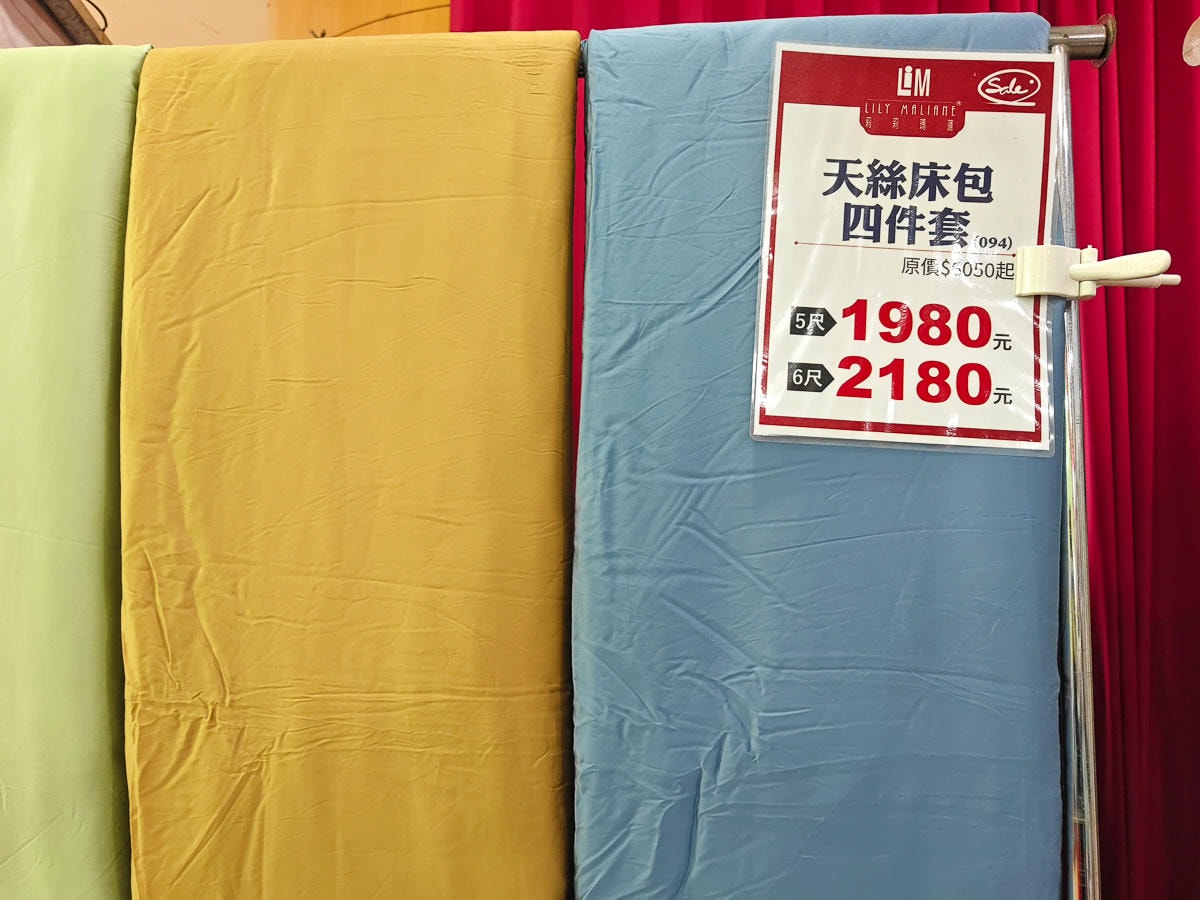 LiM
Sale
LILY MALIANE®
莉莉瑪蓮
天絲床包
四件套(094)
原價$6050起
5尺 1980元
6尺 2180元